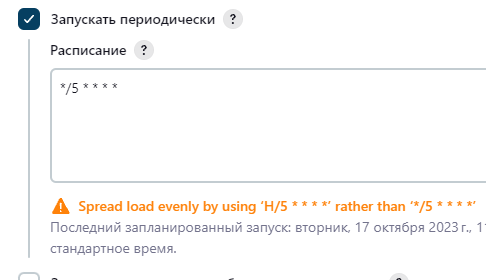 Запускать периодически ?
Расписание ?
*/5 * * * *
Spread load evenly by using ‘H/5 * * * *’ rather than ‘*/5 * * * *’
Последний запланированный запуск: вторник, 17 октября 2023 г.,
стандартное время.